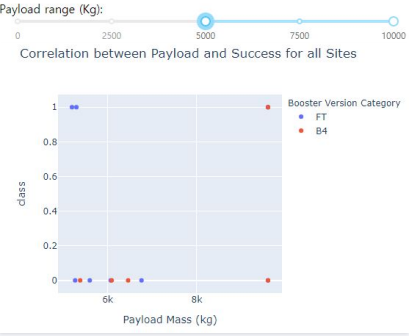 Payload range (Kg):
0 2500 5000 7500 10000
Correlation between Payload and Success for all Sites
Booster Version Category
FT
B4
1
0.8
0.6
0.4
0.2
0
class
6k 8k
Payload Mass (kg)